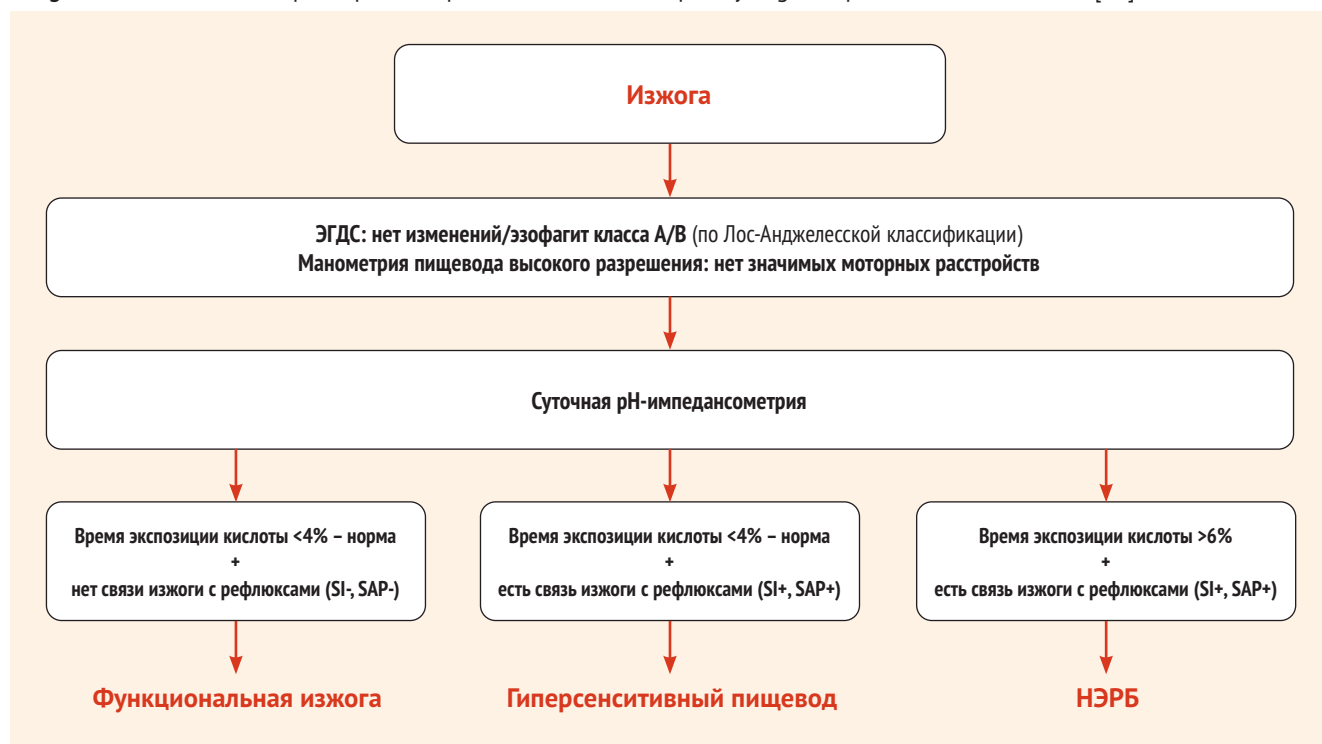 Изжога
ЭГДС: нет изменений/эзофагит класса А/В (по Лос-Анджелесской классификации)
Манометрия пищевода высокого разрешения: нет значимых моторных расстройств
Суточная рН-импедансометрия
Время экспозиции кислоты <4% – норма
+
нет связи изжоги с рефлюксами (SI-, SAP-)
Время экспозиции кислоты <4% – норма
+
есть связь изжоги с рефлюксами (SI+, SAP+)
Время экспозиции кислоты >6%
+
есть связь изжоги с рефлюксами (SI+, SAP+)
Функциональная изжога
Гиперсенситивный пищевод
НЭРБ